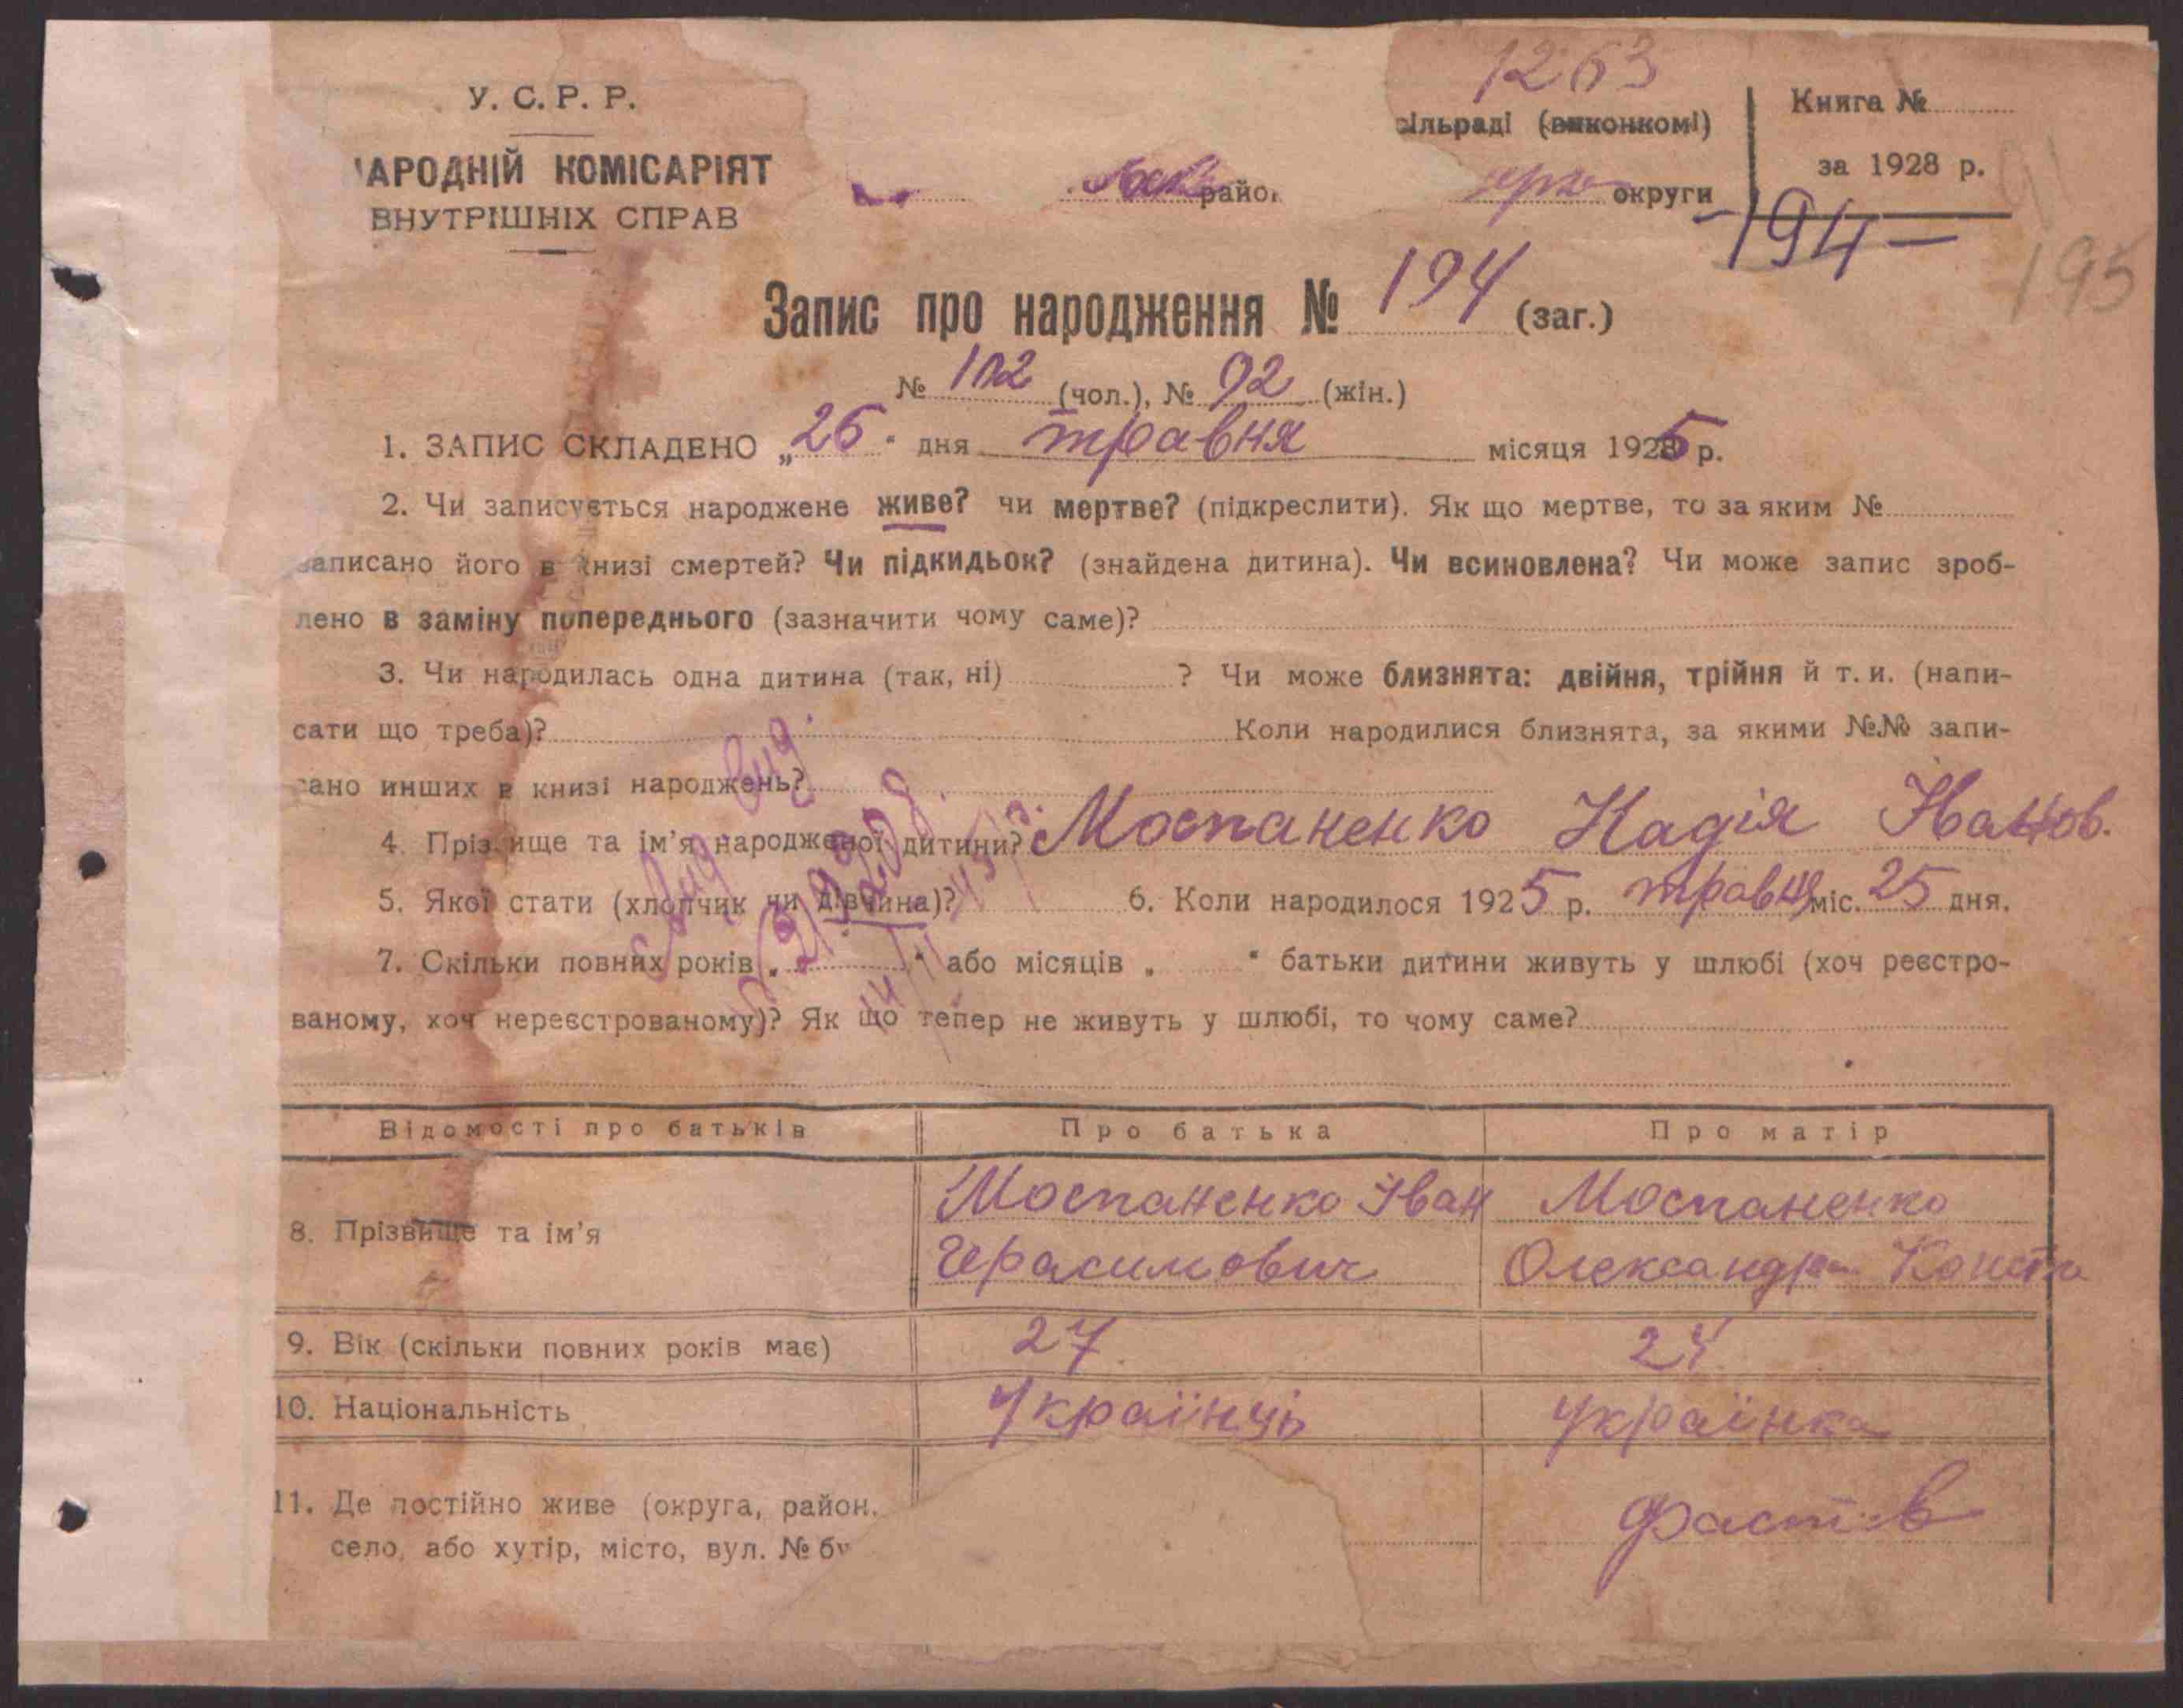 1263
У. С. Р. Р.
АРОДНІЙ КОМІСАРІЯТ
ВНУТРІШНІХ СПРАВ
сільраді (виконкомі)
район
округи
Книга №
за 1928 р.
194
195
Запис про народження № 194 (заг.)
№ 102 (чол.), № 92 (жін.)
1. ЗАПИС СКЛАДЕНО „26“ дня травня місяця 1925 р.
2. Чи записується народжене живе? чи мертве? (підкреслити). Як що мертве, то за яким №
записано його в книзі смертей? Чи підкидьок? (знайдена дитина). Чи всиновлена? Чи може запис зроб-
лено в заміну попереднього (зазначити чому саме)?
3. Чи народилась одна дитина (так, ні) ? Чи може близнята: двійня, трійня й т. и. (напи-
сати що треба)? Коли народилися близнята, за якими №№ запи-
сано инших в книзі народжень?
4. Прізвище та ім'я народженої дитини? Моспаненко Надія Іванов.
5. Якої стати (хлопчик чи дівчина)? 6. Коли народилося 1925 р. травня міс. 25 дня.
7. Скільки повних років „ “ або місяців „ “ батьки дитини живуть у шлюбі (хоч реєстро-
ваному, хоч нереєстрованому)? Як що тепер не живуть у шлюбі, то чому саме?
Відомості про батьків Про батька Про матір
8. Прізвище та ім'я
Моспаненко Іван
Герасимович
Моспаненко
Олександра Конста
9. Вік (скільки повних років має) 27
10. Національність Українці українка
11. Де постійно живе (округа, район,
село, або хутір, місто, вул. № бу
Фастів